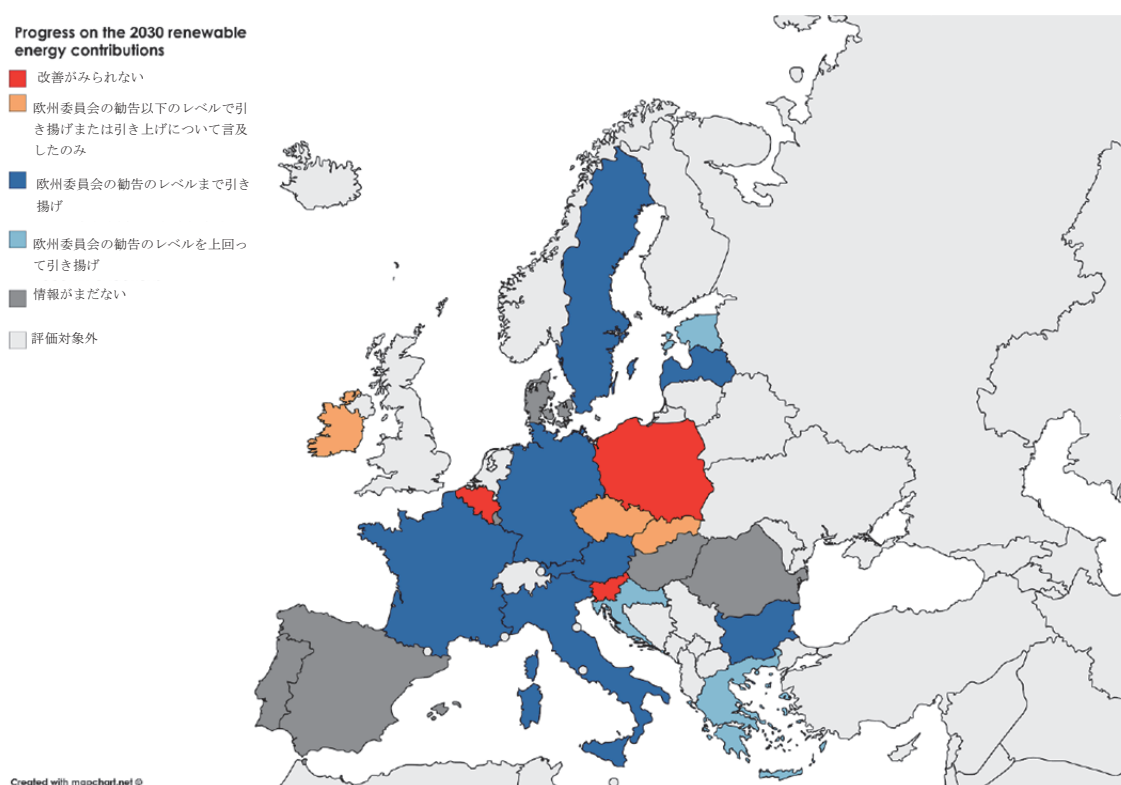 Progress on the 2030 renewable
energy contributions
改善がみられない
欧州委員会の勧告以下のレベルで引
き揚げまたは引き上げについて言及
したのみ
欧州委員会の勧告のレベルまで引き
揚げ
欧州委員会の勧告のレベルを上回っ
て引き揚げ
情報がまだない
評価対象外
Created with mapchart.net ©